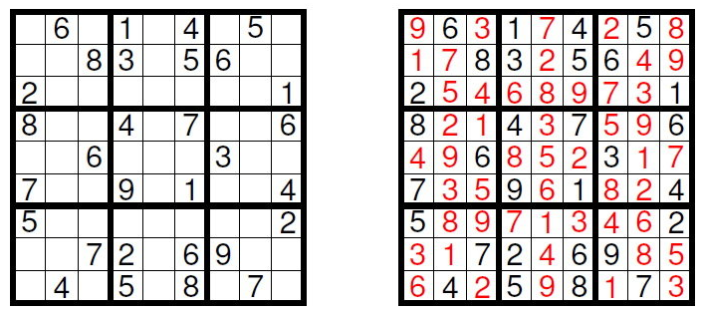 6 1 4 5 9 6 3 1 7 4 2 5 8
8 3 5 6 1 7 8 3 2 5 6 4 9
2 1 2 5 4 6 8 9 7 3 1
8 4 7 6 8 2 1 4 3 7 5 9 6
6 3 4 9 6 8 5 2 3 1 7
7 9 1 4 7 3 5 9 6 1 8 2 4
5 2 5 8 9 7 1 3 4 6 2
7 2 6 9 3 1 7 2 4 6 9 8 5
4 5 8 7 6 4 2 5 9 8 1 7 3